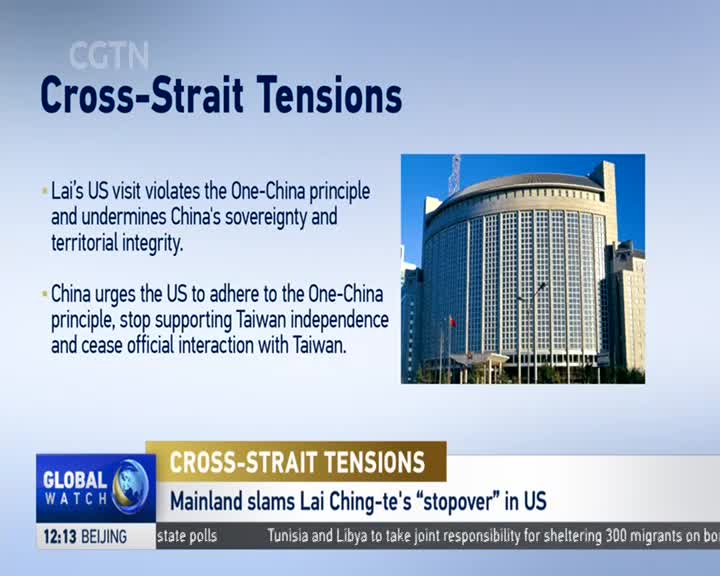 CGTN
Cross-Strait Tensions
Lai's US visit violates the One-China principle
and undermines China's sovereignty and
territorial integrity.
China urges the US to adhere to the One-China
principle, stop supporting Taiwan independence
and cease official interaction with Taiwan.
CROSS-STRAIT TENSIONS
GLOBAL
WATCH
Mainland slams Lai Ching-te's “stopover” in US
12:13 BEIJING
state polls Tunisia and Libya to take joint responsibility for sheltering 300 migrants on bo